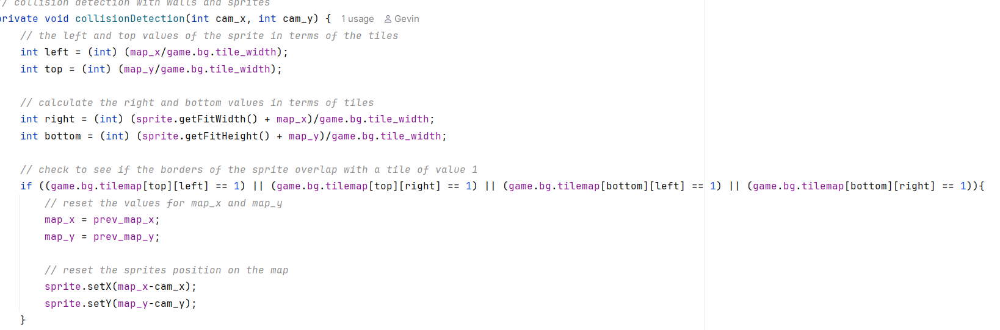 // collision detection with walls and sprites
private void collisionDetection(int cam_x, int cam_y) { 1 usage Gevin
// the left and top values of the sprite in terms of the tiles
int left = (int) (map_x/game.bg.tile_width);
int top = (int) (map_y/game.bg.tile_width);
// calculate the right and bottom values in terms of tiles
int right = (int) (sprite.getFitWidth() + map_x)/game.bg.tile_width;
int bottom = (int) (sprite.getFitHeight() + map_y)/game.bg.tile_width;
// check to see if the borders of the sprite overlap with a tile of value 1
if ((game.bg.tilemap[top][left] == 1) || (game.bg.tilemap[top][right] == 1) || (game.bg.tilemap[bottom][left] == 1) || (game.bg.tilemap[bottom][right] == 1)){
// reset the values for map_x and map_y
map_x = prev_map_x;
map_y = prev_map_y;
// reset the sprites position on the map
sprite.setX(map_x-cam_x);
sprite.setY(map_y-cam_y);
}